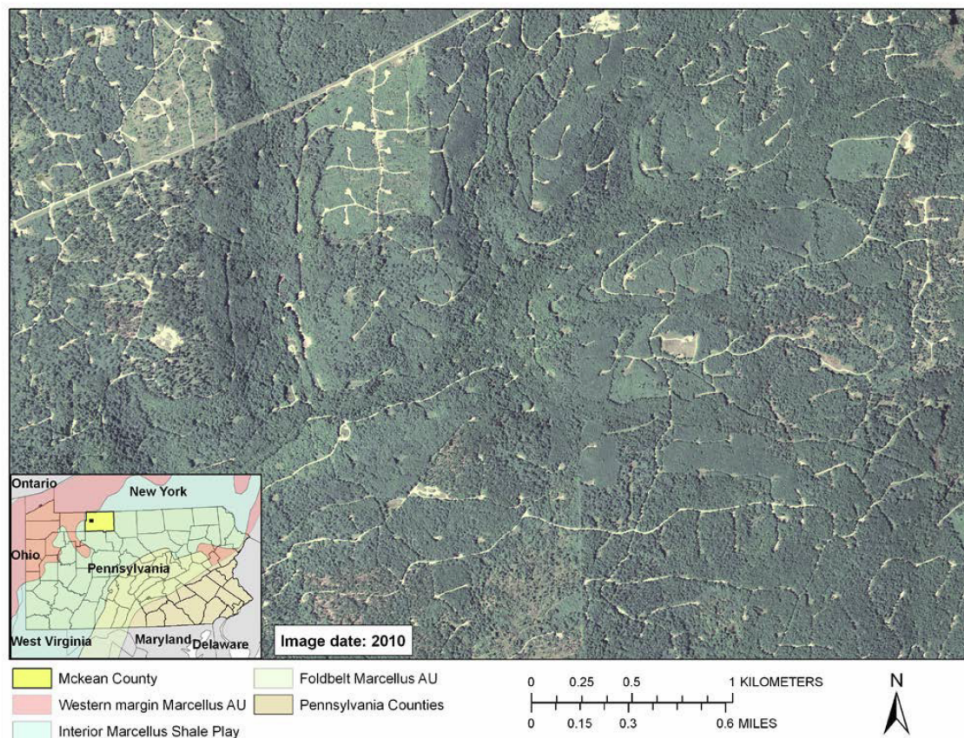 Ontario
New York
Ohio
Pennsylvania
West Virginia
Maryland
Delaware
Image date: 2010
Mckean County
Western margin Marcellus AU
Interior Marcellus Shale Play
Foldbelt Marcellus AU
Pennsylvania Counties
0 0.25 0.5 1 KILOMETERS
0 0.15 0.3 0.6 MILES
N